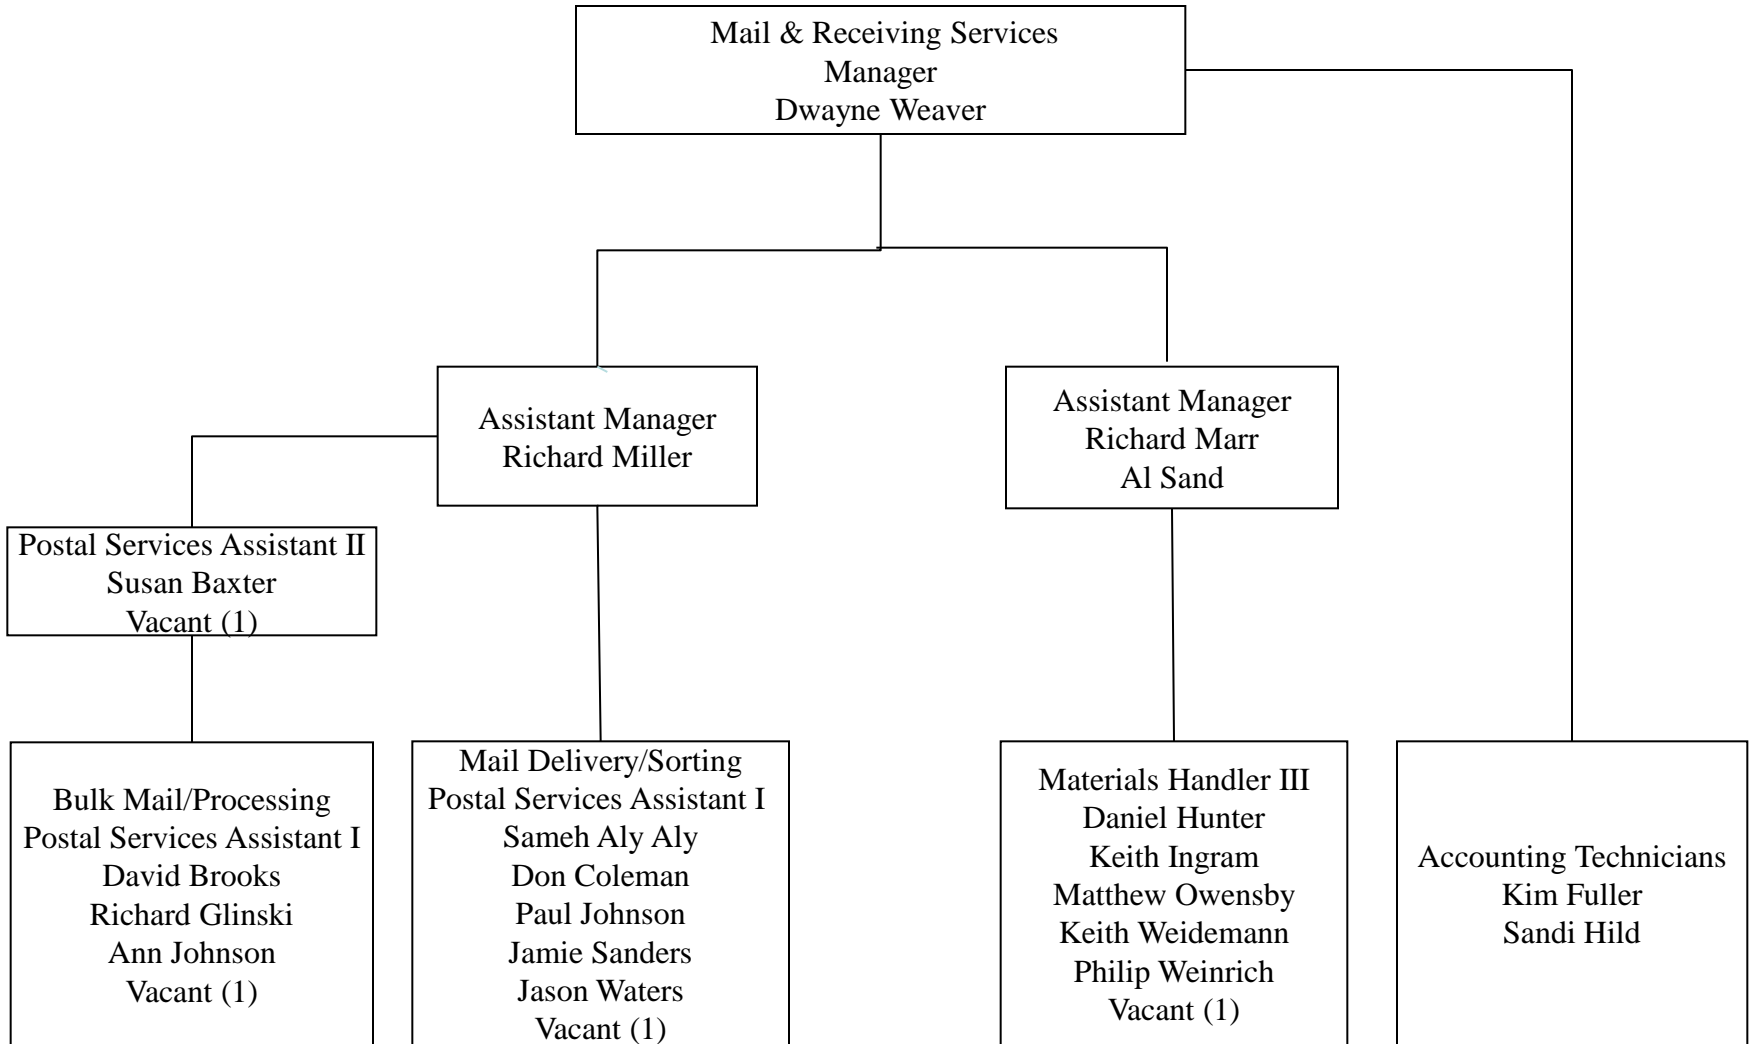 Mail & Receiving Services
Manager
Dwayne Weaver
Assistant Manager
Richard Miller
Assistant Manager
Richard Marr
Al Sand
Postal Services Assistant II
Susan Baxter
Vacant (1)
Bulk Mail/Processing
Postal Services Assistant I
David Brooks
Richard Glinski
Ann Johnson
Vacant (1)
Mail Delivery/Sorting
Postal Services Assistant I
Sameh Aly Aly
Don Coleman
Paul Johnson
Jamie Sanders
Jason Waters
Vacant (1)
Materials Handler III
Daniel Hunter
Keith Ingram
Matthew Owensby
Keith Weidemann
Philip Weinrich
Vacant (1)
Accounting Technicians
Kim Fuller
Sandi Hild